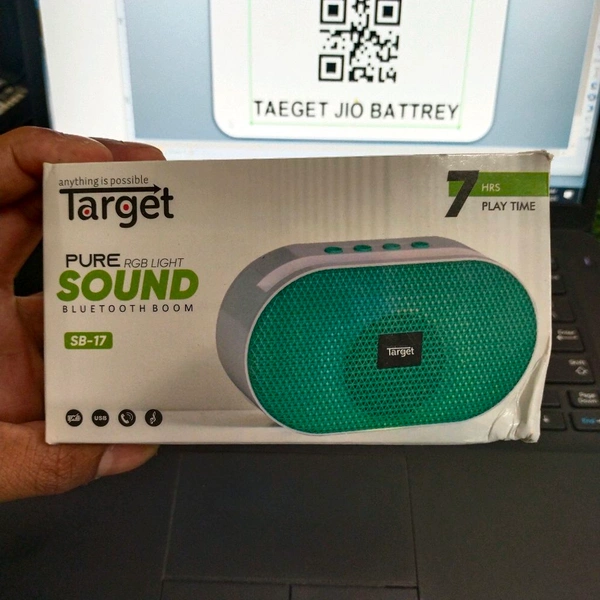 TAEGET JIO BATTREY
anything is possible
Target
7 HRS
PLAY TIME
PURE RGB LIGHT
SOUND
BLUETOOTH BOOM
SB-17
Target
USB